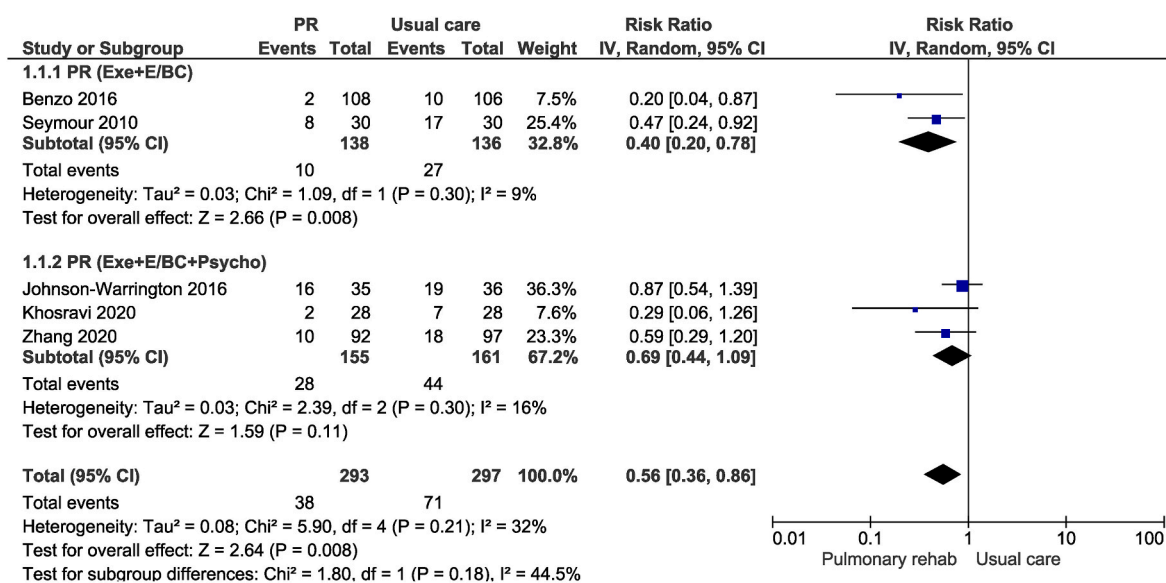 PR Usual care Risk Ratio Risk Ratio
Study or Subgroup Events Total Events Total Weight IV, Random, 95% CI IV, Random, 95% CI
1.1.1 PR (Exe+E/BC)
Benzo 2016 2 108 10 106 7.5% 0.20 [0.04, 0.87]
Seymour 2010 8 30 17 30 25.4% 0.47 [0.24, 0.92]
Subtotal (95% CI) 138 136 32.8% 0.40 [0.20, 0.78]
Total events 10 27
Heterogeneity: Tau² = 0.03; Chi² = 1.09, df = 1 (P = 0.30); I² = 9%
Test for overall effect: Z = 2.66 (P = 0.008)
1.1.2 PR (Exe+E/BC+Psycho)
Johnson-Warrington 2016 16 35 19 36 36.3% 0.87 [0.54, 1.39]
Khosravi 2020 2 28 7 28 7.6% 0.29 [0.06, 1.26]
Zhang 2020 10 92 18 97 23.3% 0.59 [0.29, 1.20]
Subtotal (95% CI) 155 161 67.2% 0.69 [0.44, 1.09]
Total events 28 44
Heterogeneity: Tau² = 0.03; Chi² = 2.39, df = 2 (P = 0.30); I² = 16%
Test for overall effect: Z = 1.59 (P = 0.11)
Total (95% CI) 293 297 100.0% 0.56 [0.36, 0.86]
Total events 38 71
Heterogeneity: Tau² = 0.08; Chi² = 5.90, df = 4 (P = 0.21); I² = 32%
Test for overall effect: Z = 2.64 (P = 0.008)
Test for subgroup differences: Chi² = 1.80, df = 1 (P = 0.18), I² = 44.5%
0.01 0.1 1 10 100
Pulmonary rehab Usual care